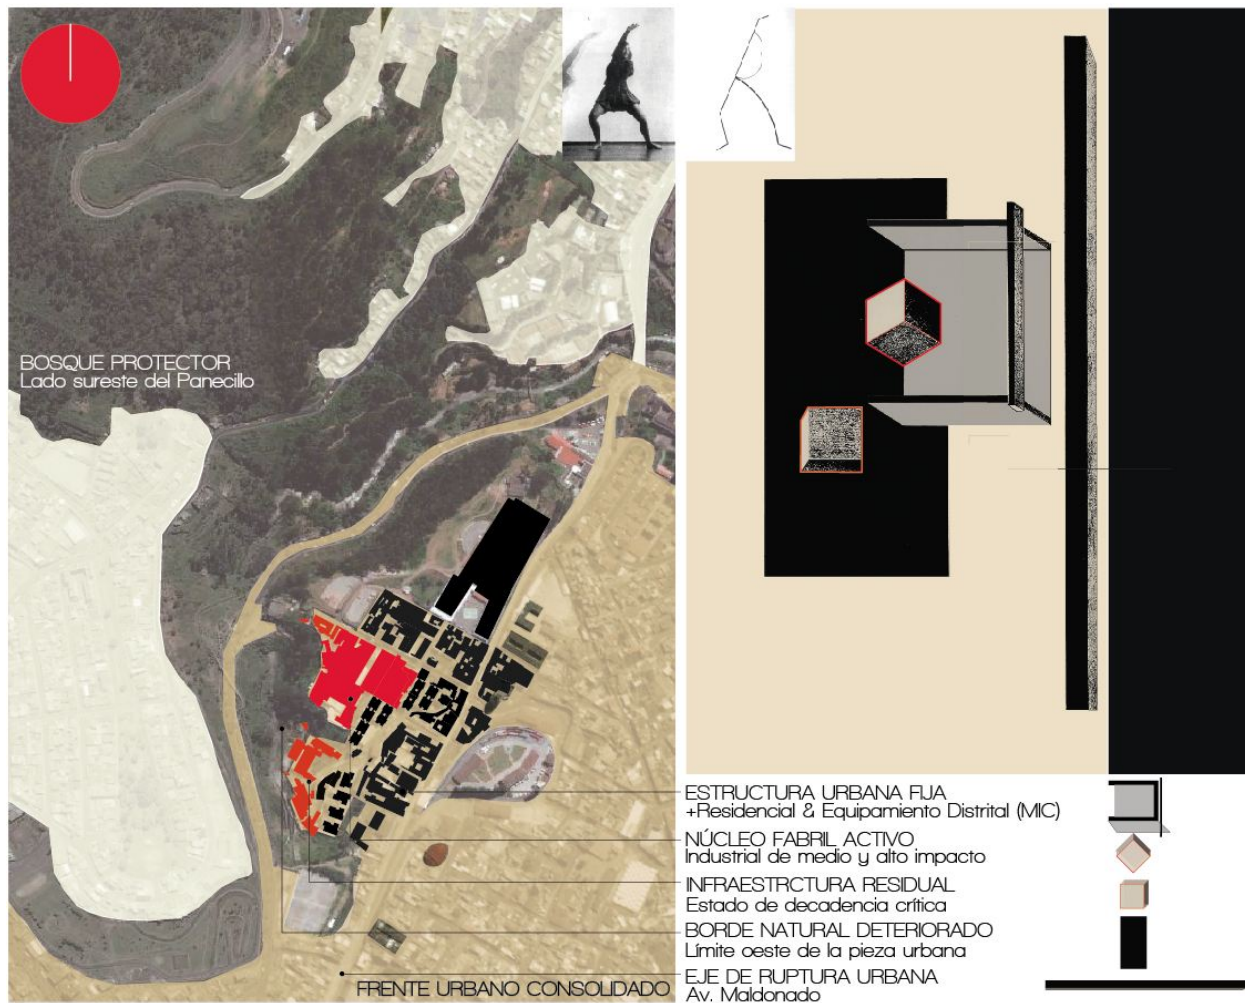 BOSQUE PROTECTOR
Lado sureste del Panecillo
ESTRUCTURA URBANA FIJA
+Residencial & Equipamiento Distrital (MIC)
NÚCLEO FABRIL ACTIVO
Industrial de medio y alto impacto
INFRAESTRCTURA RESIDUAL
Estado de decadencia crítica
BORDE NATURAL DETERIORADO
Límite oeste de la pieza urbana
EJE DE RUPTURA URBANA
Av. Maldonado
FRENTE URBANO CONSOLIDADO